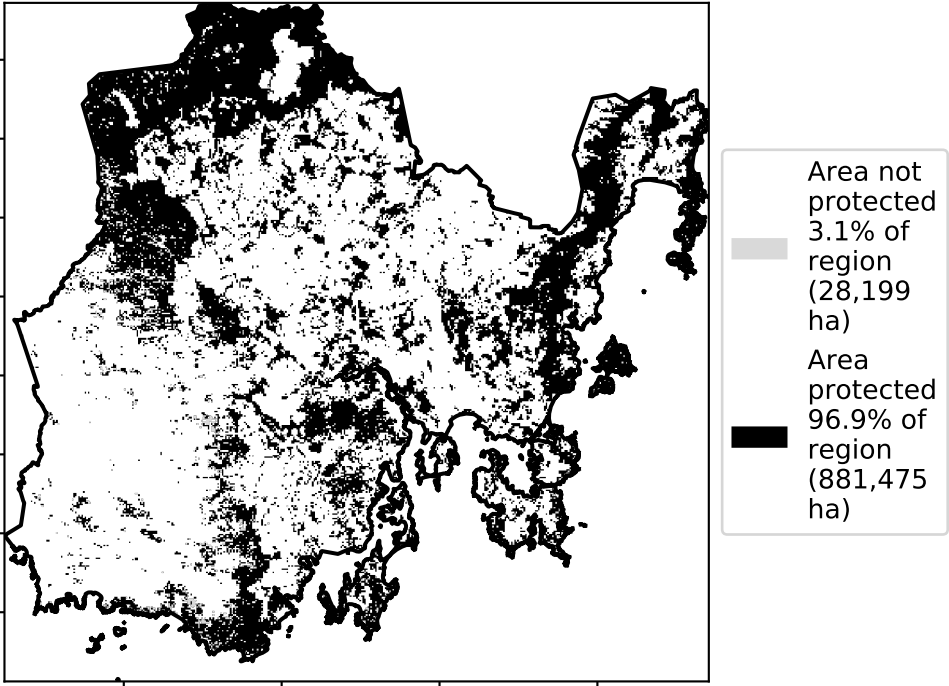 Area not
protected
3.1% of
region
(28,199
ha)
Area
protected
96.9% of
region
(881,475
ha)